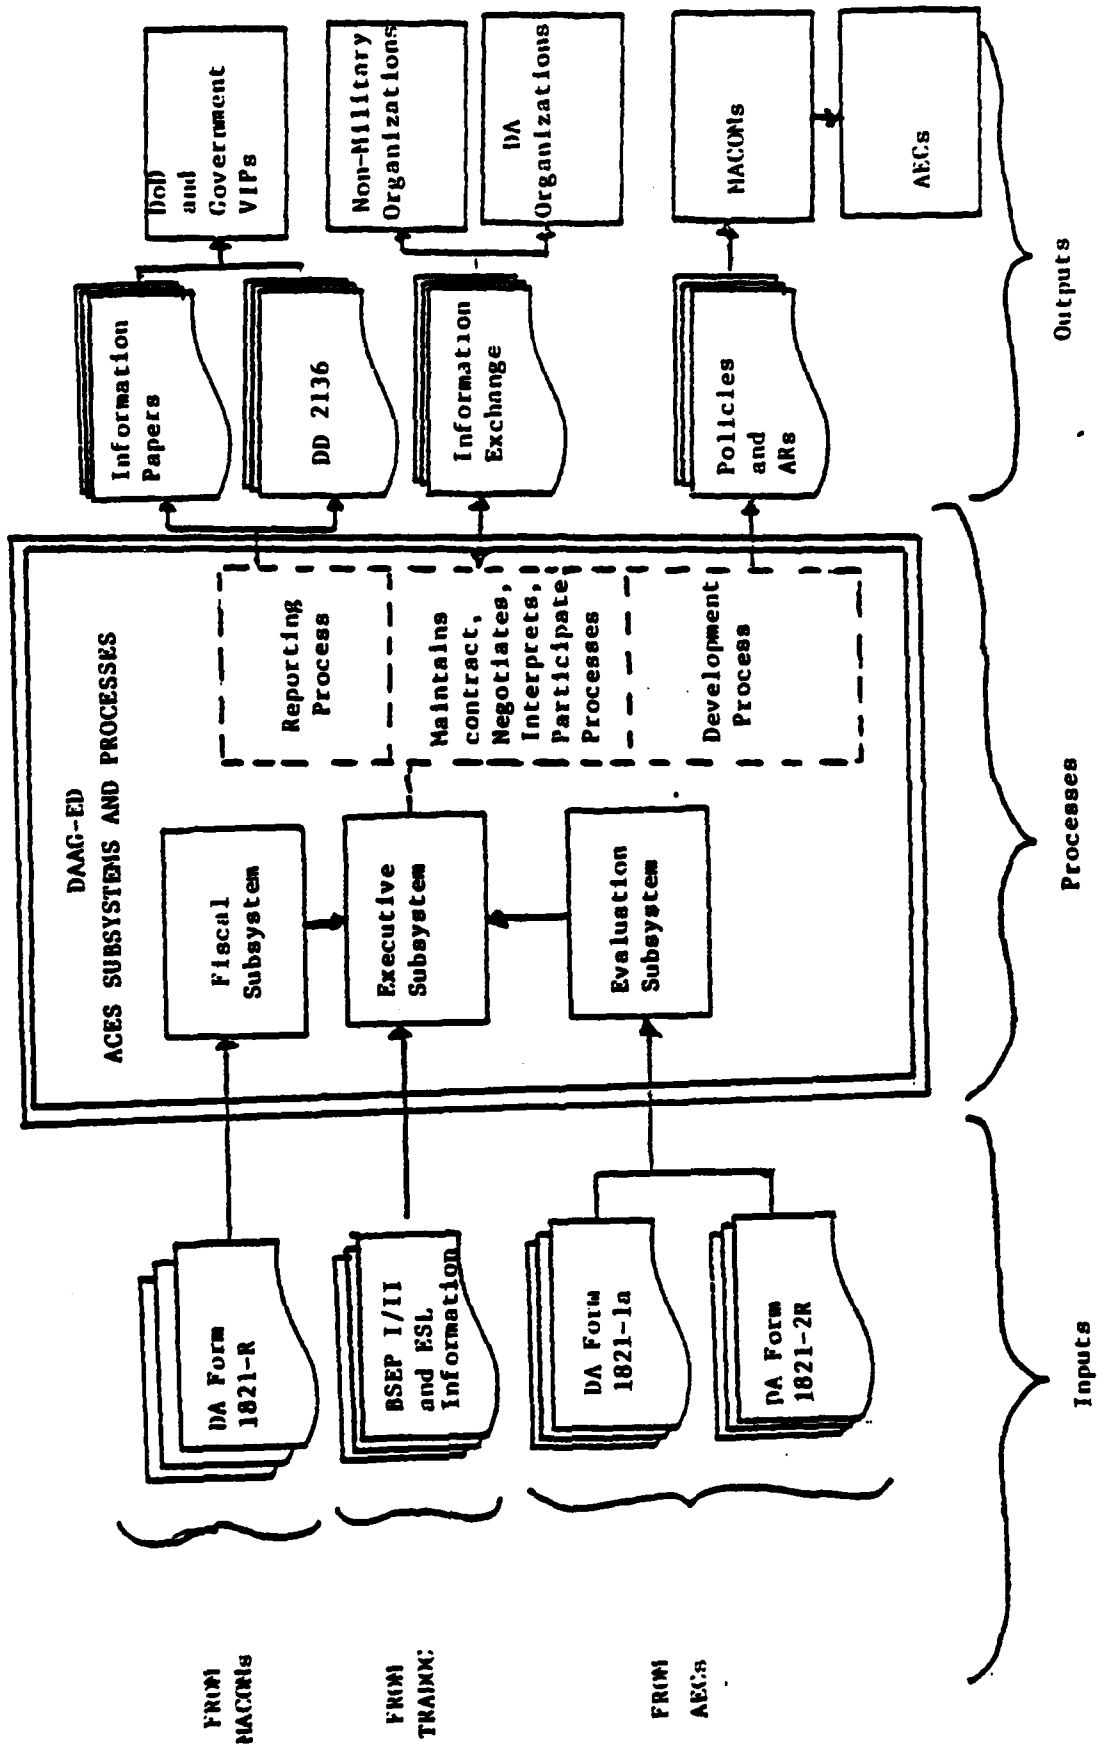 FROM
MACOMs
FROM
TRADOC
FROM
AECs
DA Form
1821-R
BSEP I/II
and ESL
Information
DA Form
1821-1a
DA Form
1821-2R
Inputs
DAAG-ED
ACES SUBSYSTEMS AND PROCESSES
Fiscal
Subsystem
Executive
Subsystem
Evaluation
Subsystem
Reporting
Process
Maintains
contract,
Negotiates,
Interprets,
Participate
Processes
Development
Process
Processes
Information
Papers
DD 2136
Information
Exchange
Policies
and
ARs
DoD
and
Government
VIPs
Non-Military
Organizations
DA
Organizations
MACOMs
AECs
Outputs